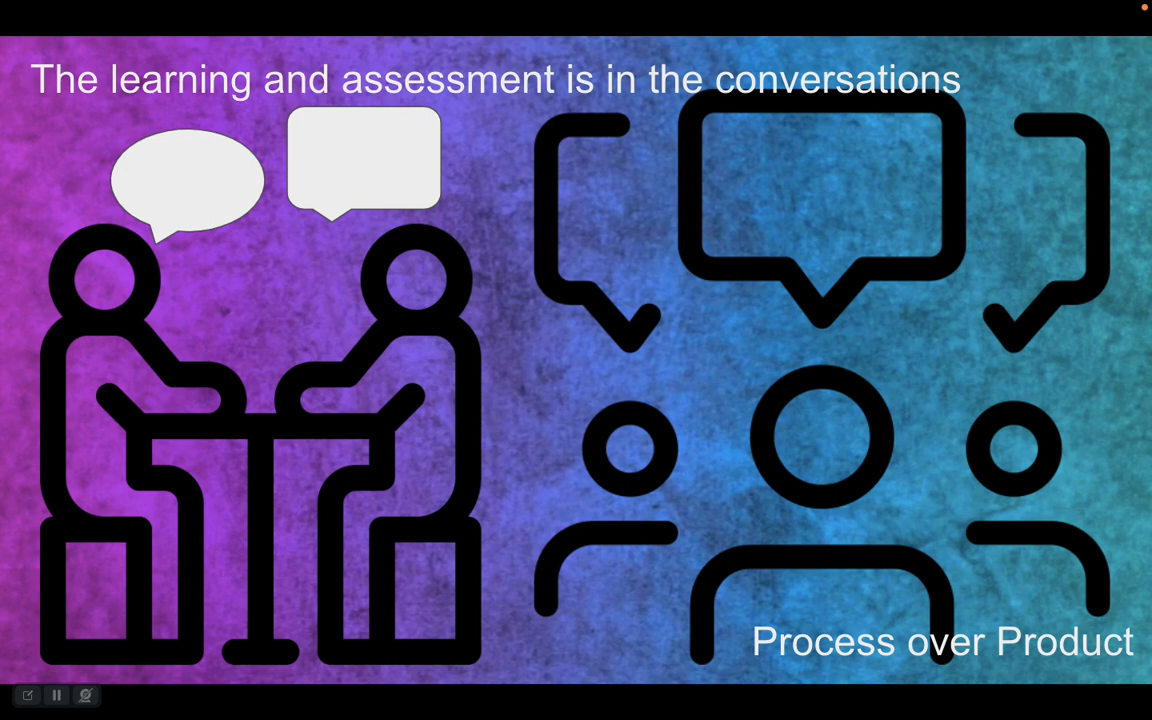 The learning and assessment is in the conversations
Process over Product